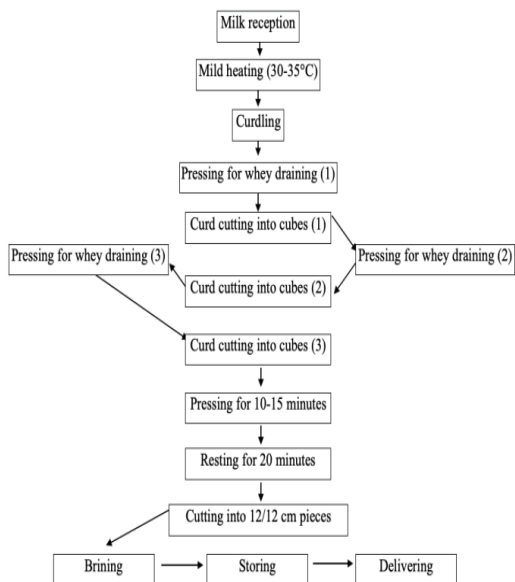 Milk reception
Mild heating (30-35°C)
Curdling
Pressing for whey draining (1)
Curd cutting into cubes (1)
Pressing for whey draining (2)
Curd cutting into cubes (2)
Pressing for whey draining (3)
Curd cutting into cubes (3)
Pressing for 10-15 minutes
Resting for 20 minutes
Cutting into 12/12 cm pieces
Brining
Storing
Delivering